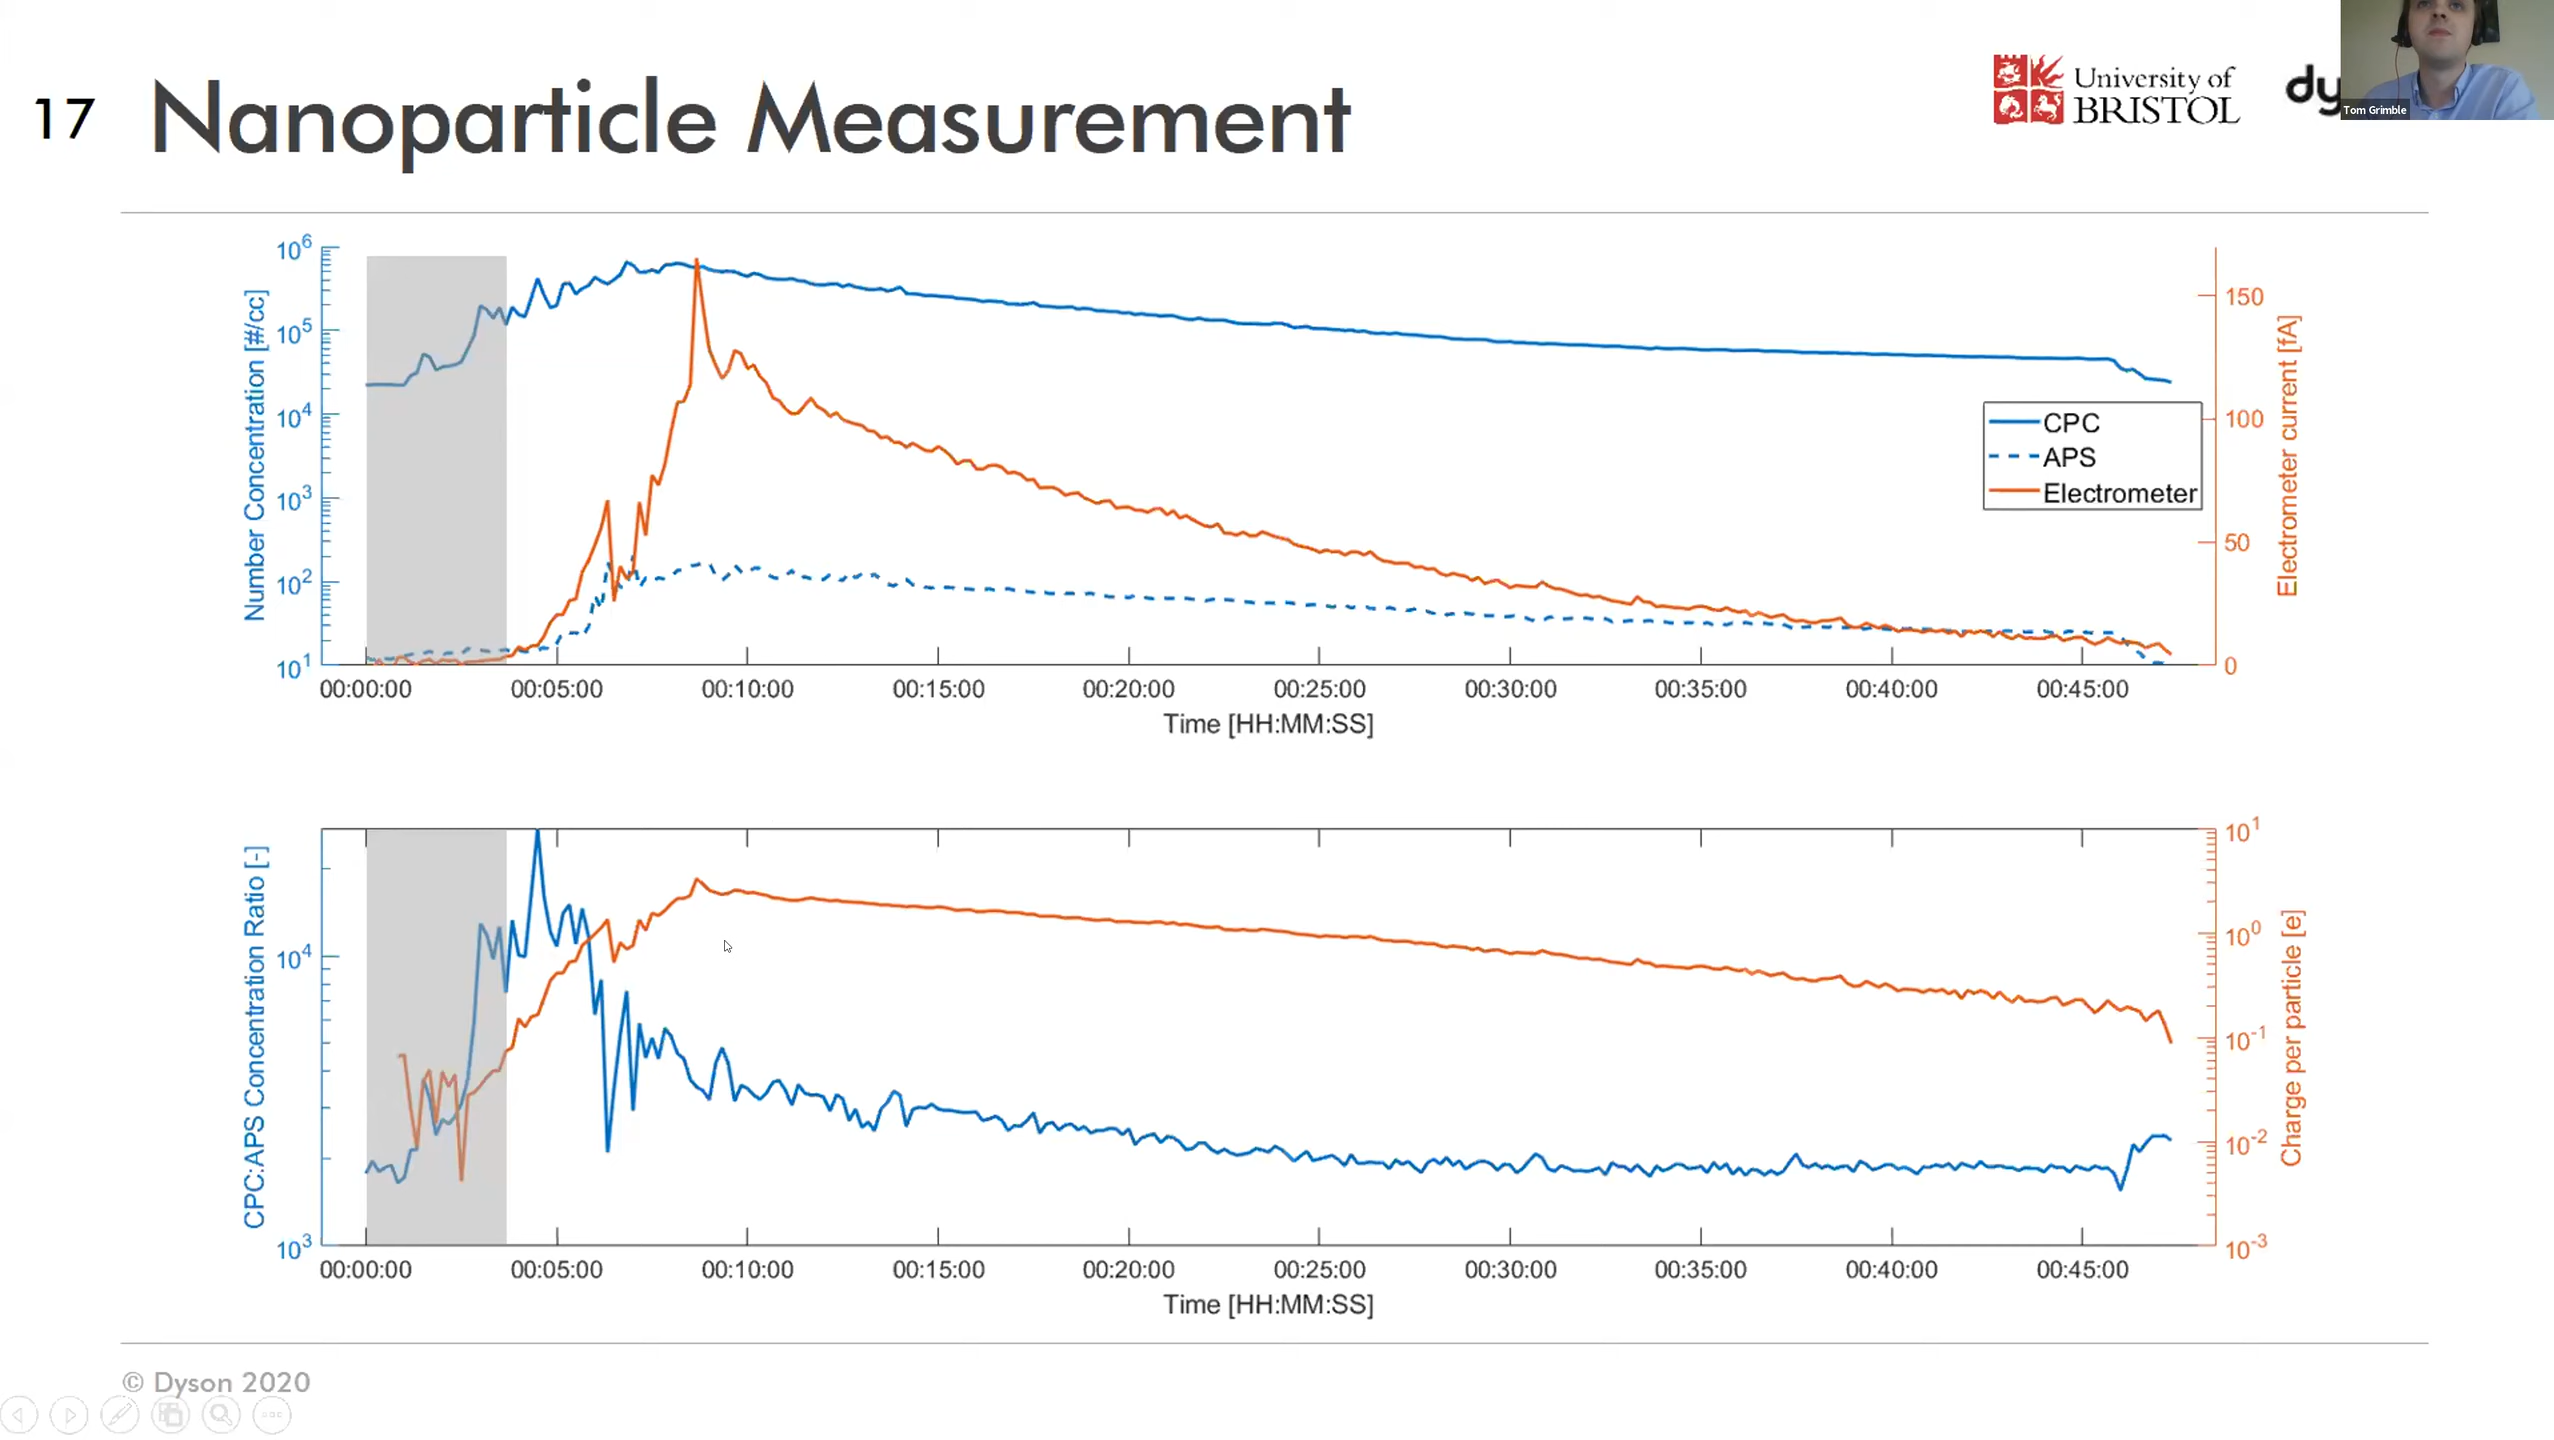 17
Nanoparticle Measurement
University of
BRISTOL
dy
Tom Grimble
10^6
10^5
10^4
10^3
10^2
10^1
Number Concentration [#/cc]
150
100
50
0
Electrometer current [fA]
CPC
APS
Electrometer
00:00:00 00:05:00 00:10:00 00:15:00 00:20:00 00:25:00 00:30:00 00:35:00 00:40:00 00:45:00
Time [HH:MM:SS]
10^4
10^3
CPC:APS Concentration Ratio [-]
10^1
10^0
10^-1
10^-2
10^-3
Charge per particle [e]
00:00:00 00:05:00 00:10:00 00:15:00 00:20:00 00:25:00 00:30:00 00:35:00 00:40:00 00:45:00
Time [HH:MM:SS]
© Dyson 2020